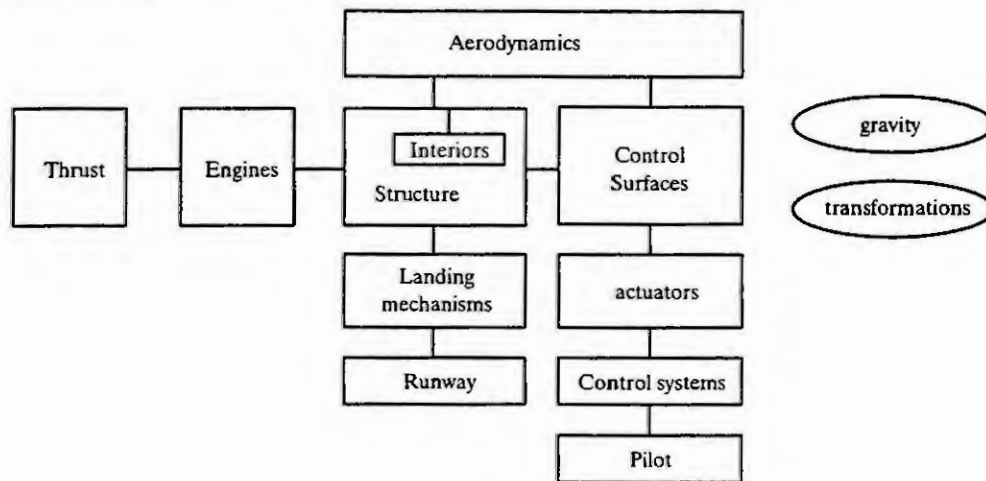 Aerodynamics
Thrust
Engines
Interiors
Structure
Control
Surfaces
gravity
transformations
Landing
mechanisms
actuators
Runway
Control systems
Pilot